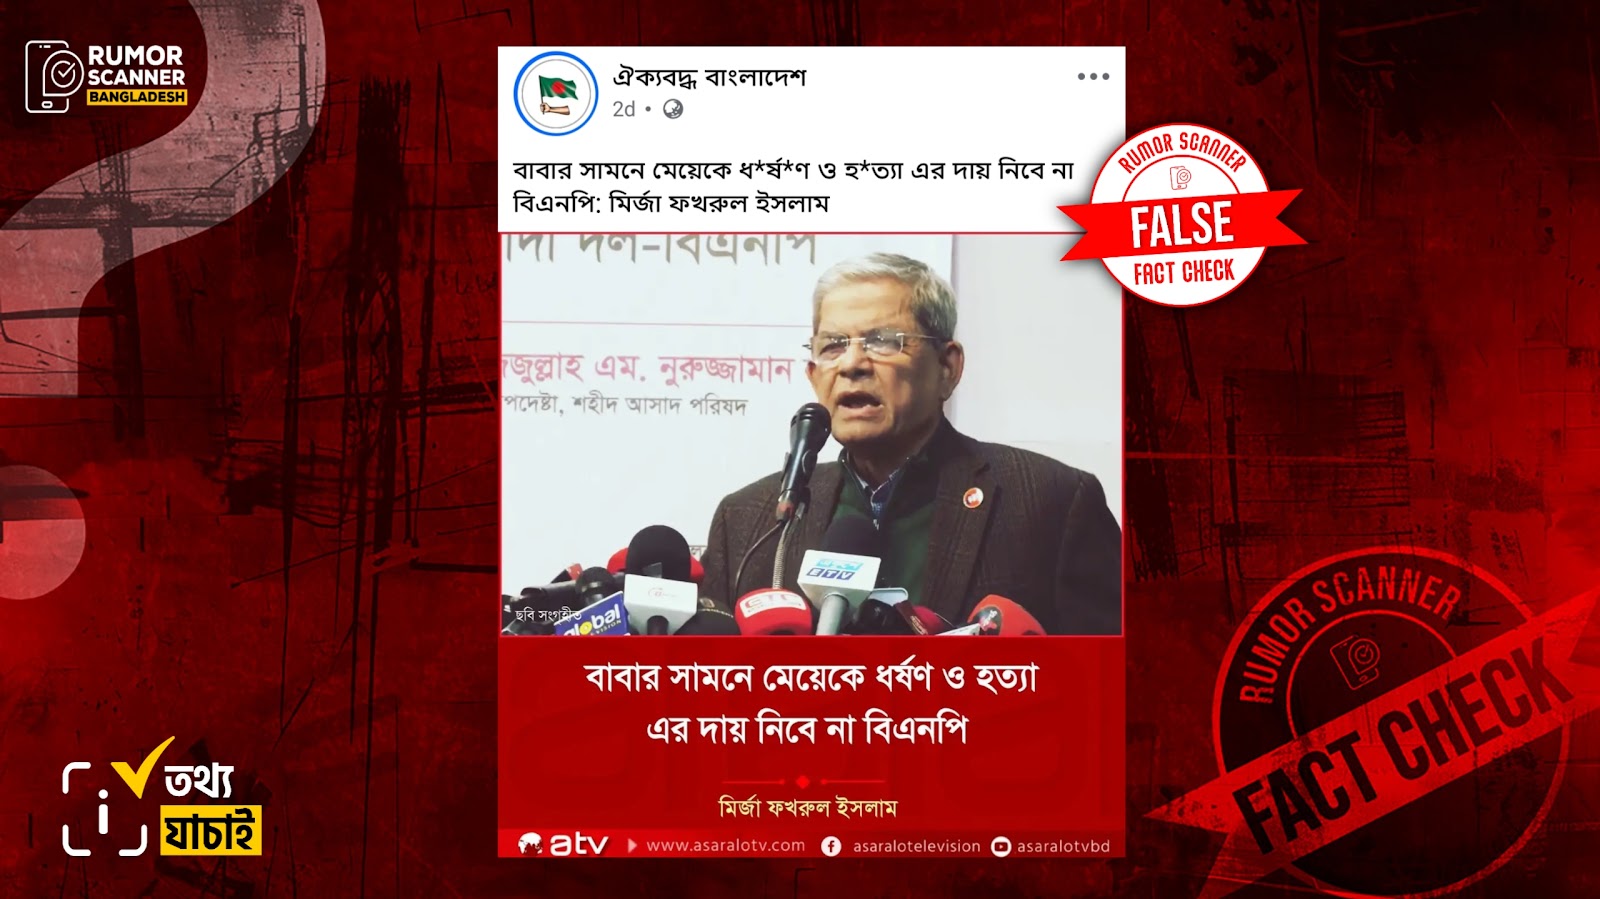 RUMOR
SCANNER
BANGLADESH
ঐক্যবদ্ধ বাংলাদেশ
2d
বাবার সামনে মেয়েকে ধ*র্ষ*ণ ও হ*ত্যা এর দায় নিবে না
বিএনপি: মির্জা ফখরুল ইসলাম
RUMOR SCANNER
FALSE
FACT CHECK
দল-বিএনপি
এম. নুরুজ্জামান
শহীদ আসাদ পরিষদ
ETV
global
ছবি সংগৃহীত
বাবার সামনে মেয়েকে ধর্ষণ ও হত্যা
এর দায় নিবে না বিএনপি
মির্জা ফখরুল ইসলাম
atv
www.asaralotv.com
asaralotelevision
asaralotvbd
তথ্য
যাচাই
RUMOR SCANNER
FACT CHECK